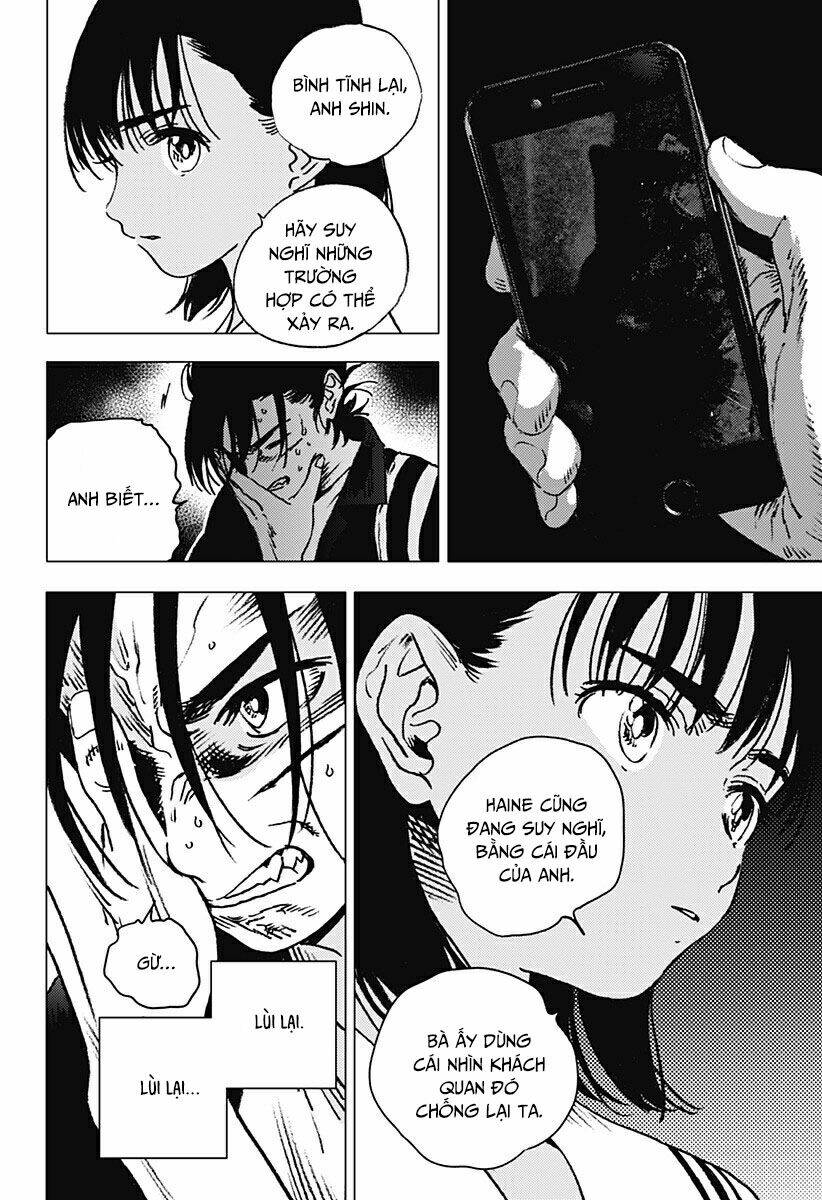 BÌNH TĨNH LẠI,
ANH SHIN.
HÃY SUY
NGHĨ NHỮNG
TRƯỜNG
HỢP CÓ THỂ
XẢY RA.
ANH BIẾT...
HAINE CŨNG
ĐANG SUY NGHĨ,
BẰNG CÁI ĐẦU
CỦA ANH.
BÀ ẤY DÙNG
CÁI NHÌN KHÁCH
QUAN ĐÓ
CHỐNG LẠI TA.
GỪ...
LÙI LẠI.
LÙI LẠI...